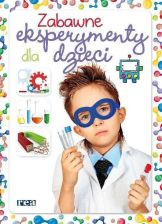 Zabawne
eksperymenty
dla dzieci
rea